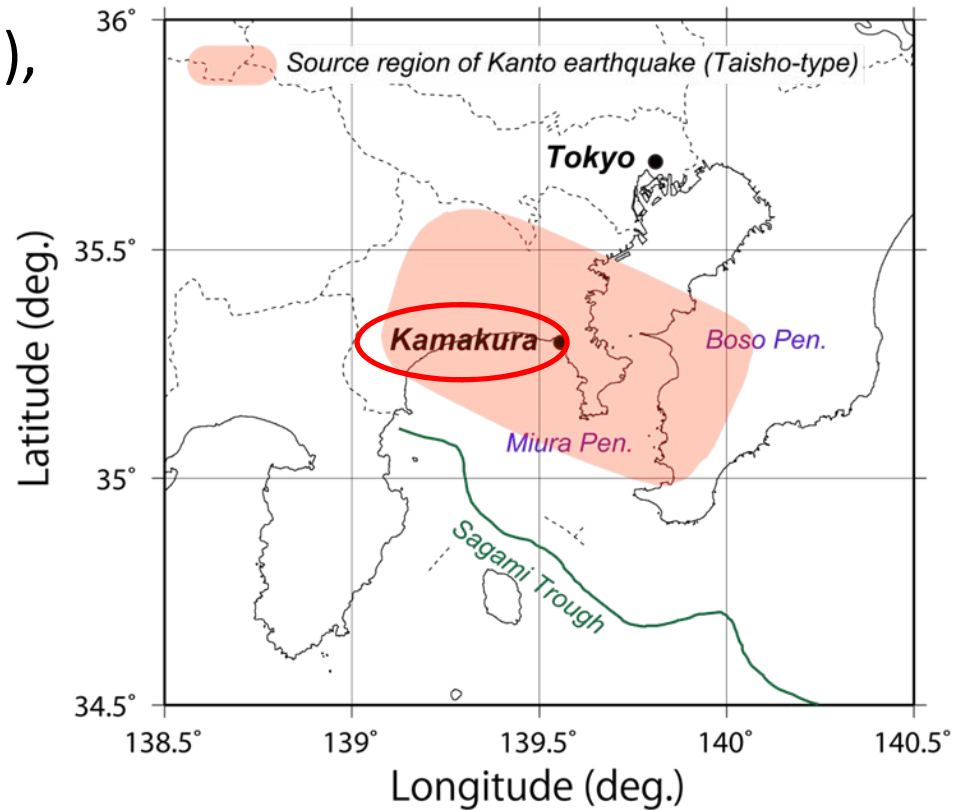 ),
36°
Source region of Kanto earthquake (Taisho-type)
Tokyo
35.5°
Kamakura
Boso Pen.
Miura Pen.
35°
Sagami Trough
34.5°
138.5° 139° 139.5° 140° 140.5°
Latitude (deg.)
Longitude (deg.)